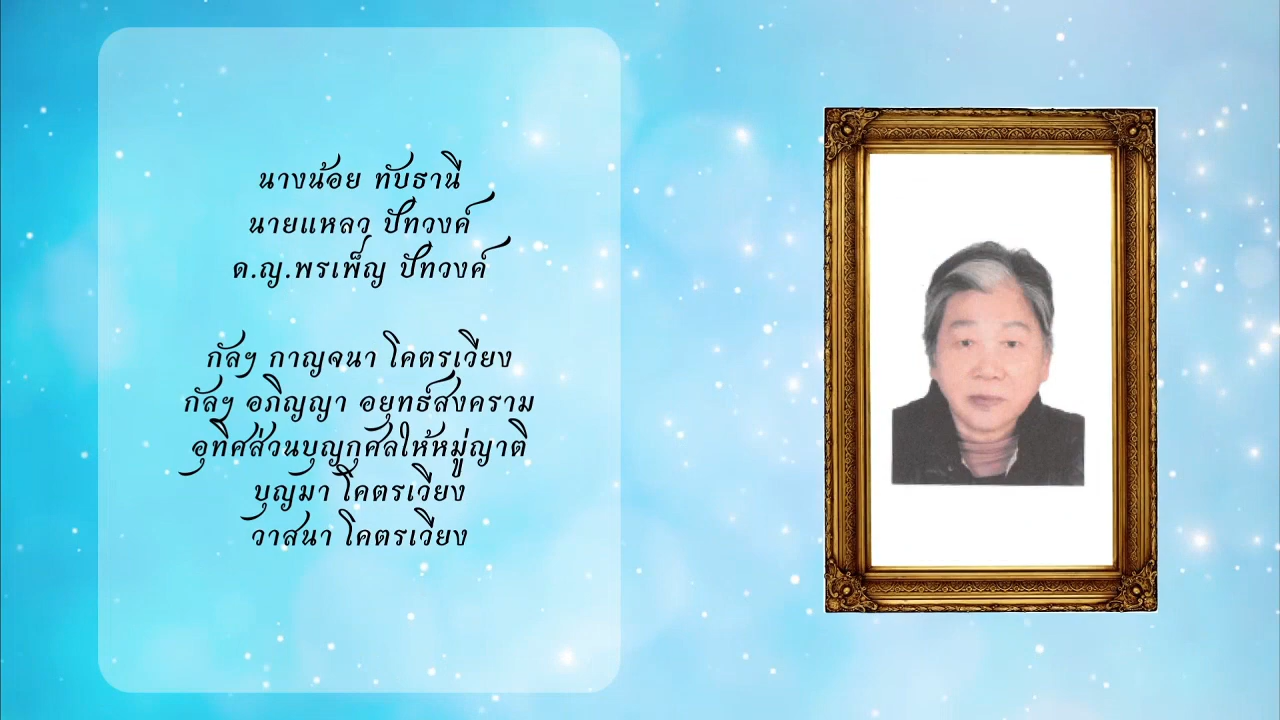 นางน้อย ทับธานี
นายแหลว ปัทวงค์
ด.ญ.พรเพ็ญ ปัทวงค์
กัลฯ กาญจนา โคตรเวียง
กัลฯ อภิญญา อยุทธ์สงคราม
อุทิศส่วนบุญกุศลให้หมู่ญาติ
บุญมา โคตรเวียง
วาสนา โคตรเวียง